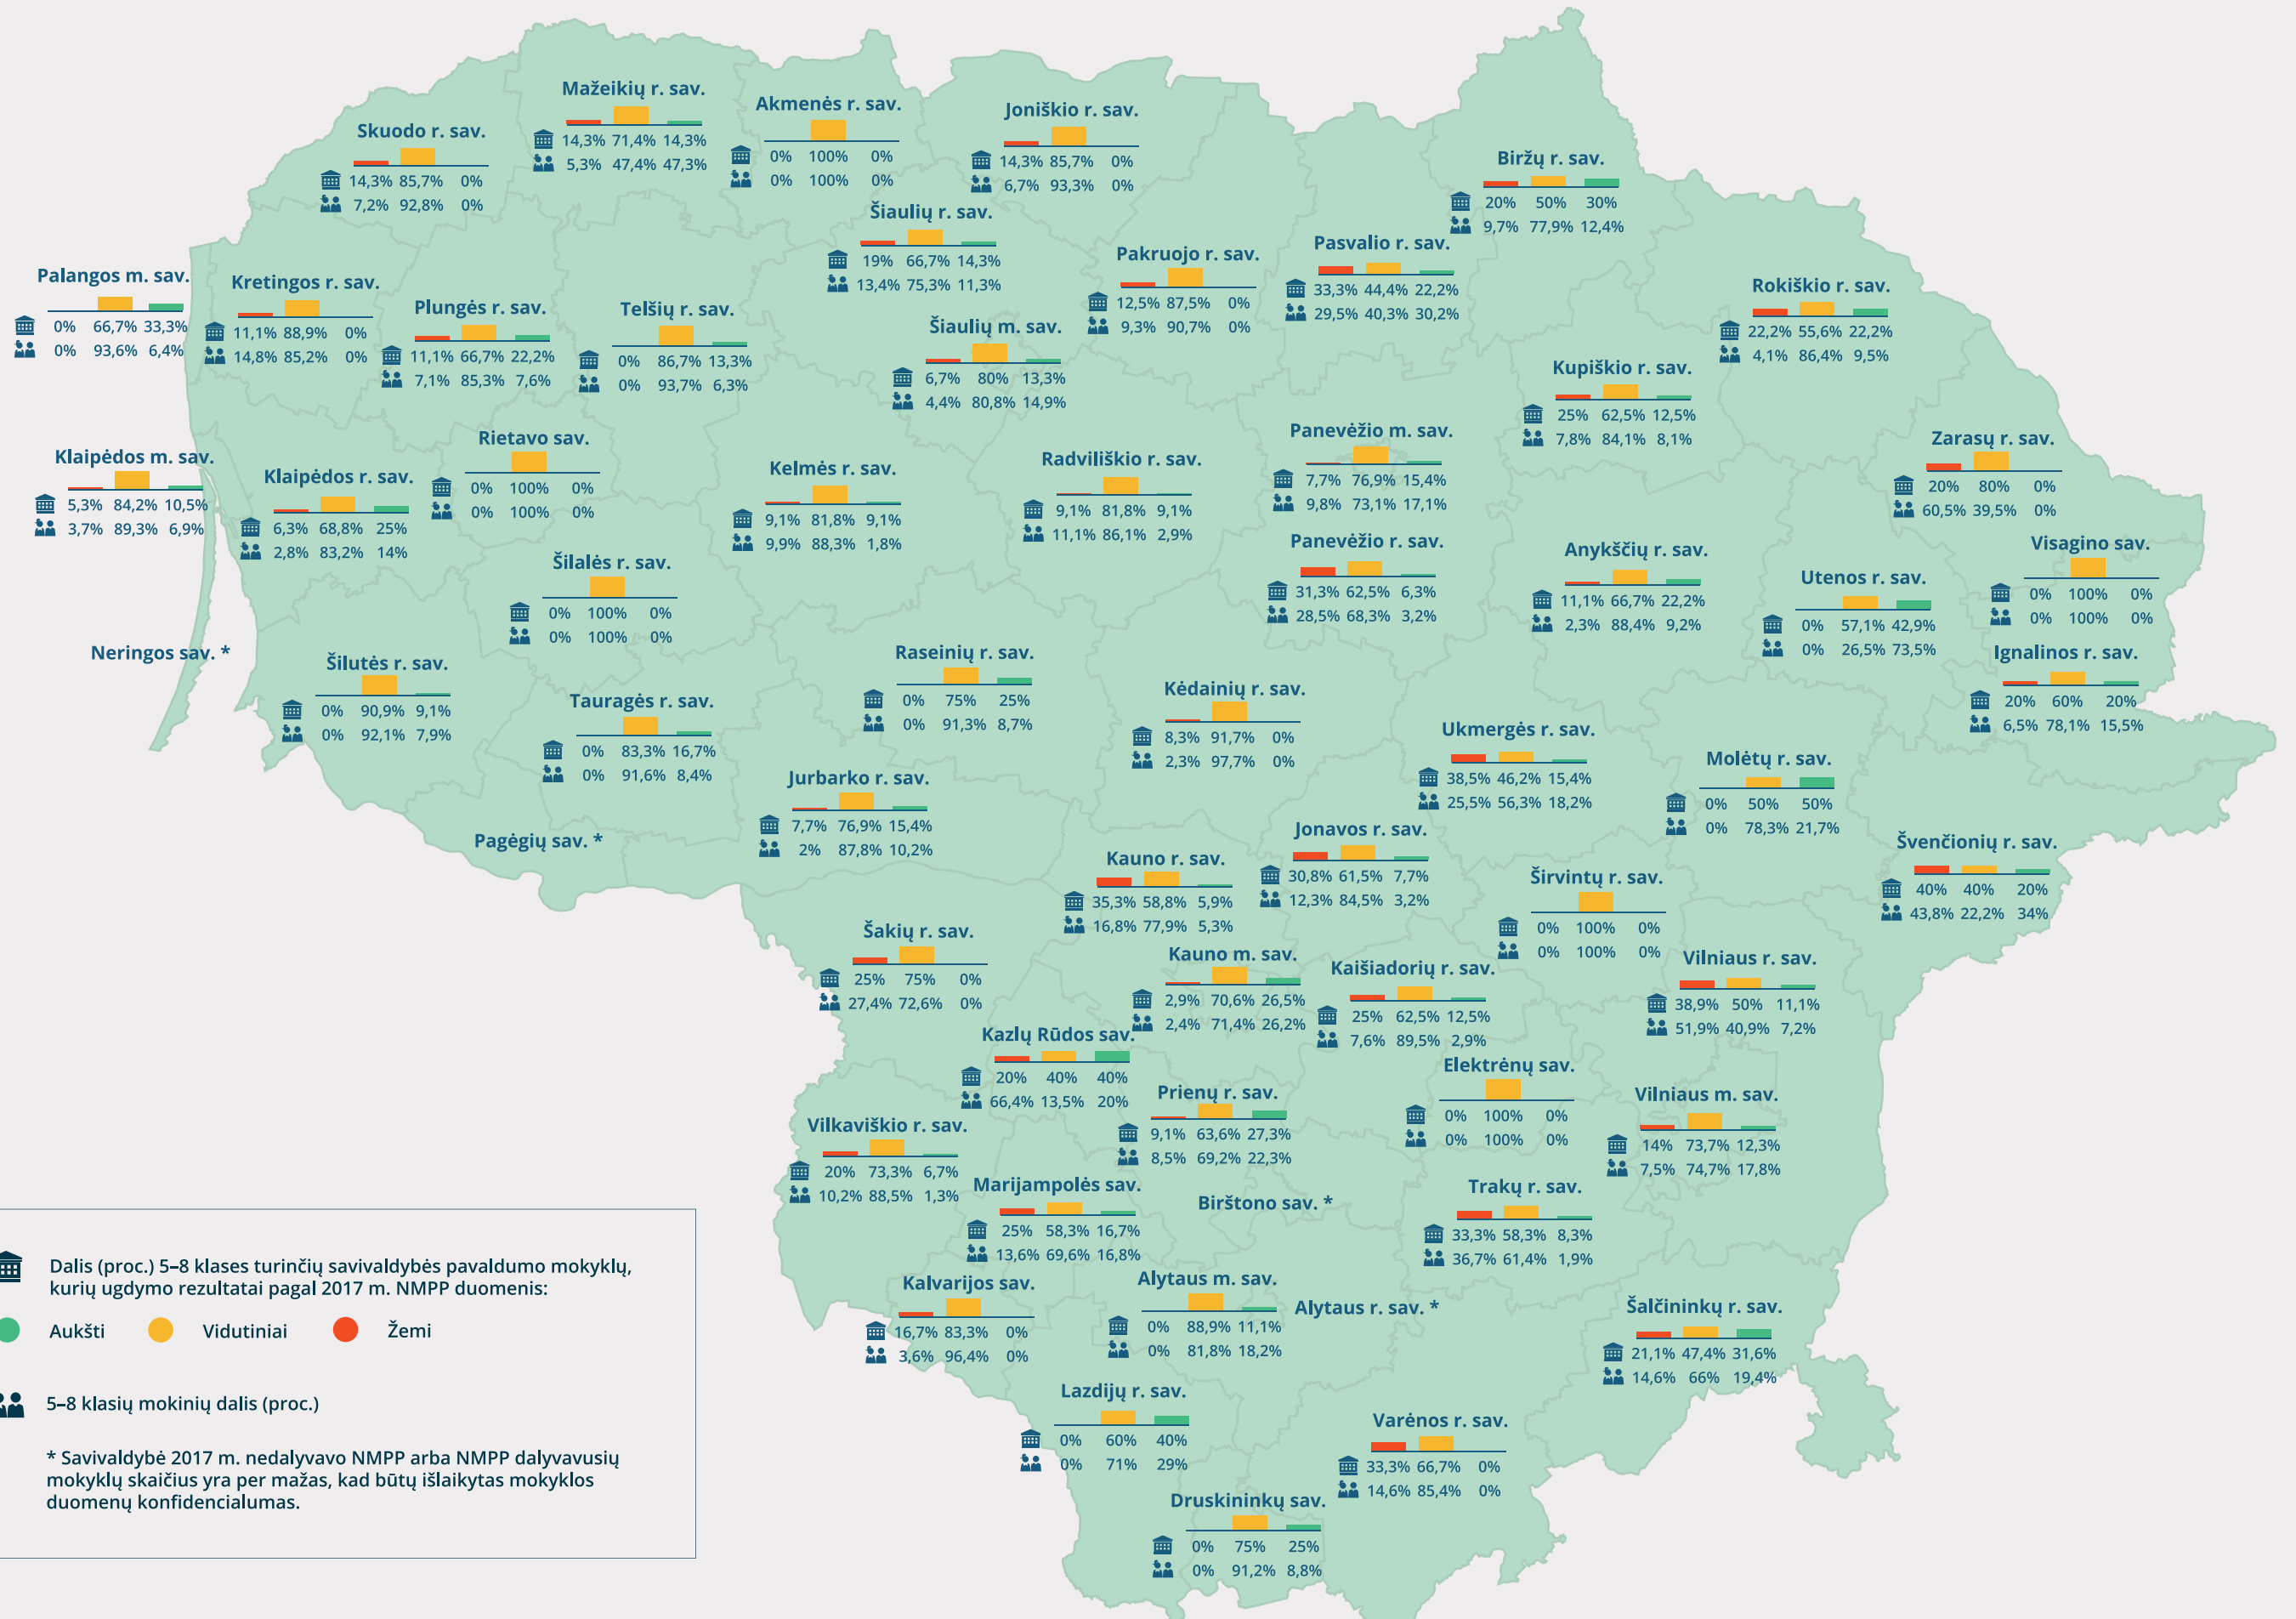 Mažeikių r. sav.
14,3% 71,4% 14,3%
5,3% 47,4% 47,3%
Akmenės r. sav.
0% 100% 0%
0% 100% 0%
Joniškio r. sav.
14,3% 85,7% 0%
6,7% 93,3% 0%
Skuodo r. sav.
14,3% 85,7% 0%
7,2% 92,8% 0%
Biržų r. sav.
20% 50% 30%
9,7% 77,9% 12,4%
Šiaulių r. sav.
19% 66,7% 14,3%
13,4% 75,3% 11,3%
Pakruojo r. sav.
12,5% 87,5% 0%
9,3% 90,7% 0%
Pasvalio r. sav.
33,3% 44,4% 22,2%
29,5% 40,3% 30,2%
Palangos m. sav.
0% 66,7% 33,3%
0% 93,6% 6,4%
Kretingos r. sav.
11,1% 88,9% 0%
14,8% 85,2% 0%
Plungės r. sav.
11,1% 66,7% 22,2%
7,1% 85,3% 7,6%
Telšių r. sav.
0% 86,7% 13,3%
0% 93,7% 6,3%
Šiaulių m. sav.
6,7% 80% 13,3%
4,4% 80,8% 14,9%
Rokiškio r. sav.
22,2% 55,6% 22,2%
4,1% 86,4% 9,5%
Kupiškio r. sav.
25% 62,5% 12,5%
7,8% 84,1% 8,1%
Klaipėdos m. sav.
5,3% 84,2% 10,5%
3,7% 89,3% 6,9%
Klaipėdos r. sav.
6,3% 68,8% 25%
2,8% 83,2% 14%
Rietavo sav.
0% 100% 0%
0% 100% 0%
Kelmės r. sav.
9,1% 81,8% 9,1%
9,9% 88,3% 1,8%
Radviliškio r. sav.
9,1% 81,8% 9,1%
11,1% 86,1% 2,9%
Panevėžio m. sav.
7,7% 76,9% 15,4%
9,8% 73,1% 17,1%
Zarasų r. sav.
20% 80% 0%
60,5% 39,5% 0%
Panevėžio r. sav.
31,3% 62,5% 6,3%
28,5% 68,3% 3,2%
Anykščių r. sav.
11,1% 66,7% 22,2%
2,3% 88,4% 9,2%
Utenos r. sav.
0% 57,1% 42,9%
0% 26,5% 73,5%
Visagino sav.
0% 100% 0%
0% 100% 0%
Šilalės r. sav.
0% 100% 0%
0% 100% 0%
Neringos sav. *
Šilutės r. sav.
0% 90,9% 9,1%
0% 92,1% 7,9%
Tauragės r. sav.
0% 83,3% 16,7%
0% 91,6% 8,4%
Raseinių r. sav.
0% 75% 25%
0% 91,3% 8,7%
Kėdainių r. sav.
8,3% 91,7% 0%
2,3% 97,7% 0%
Ignalinos r. sav.
20% 60% 20%
6,5% 78,1% 15,5%
Ukmergės r. sav.
38,5% 46,2% 15,4%
25,5% 56,3% 18,2%
Molėtų r. sav.
0% 50% 50%
0% 78,3% 21,7%
Jurbarko r. sav.
7,7% 76,9% 15,4%
2% 87,8% 10,2%
Pagėgių sav. *
Kauno r. sav.
35,3% 58,8% 5,9%
16,8% 77,9% 5,3%
Jonavos r. sav.
30,8% 61,5% 7,7%
12,3% 84,5% 3,2%
Širvintų r. sav.
0% 100% 0%
0% 100% 0%
Švenčionių r. sav.
40% 40% 20%
43,8% 22,2% 34%
Šakių r. sav.
25% 75% 0%
27,4% 72,6% 0%
Kauno m. sav.
2,9% 70,6% 26,5%
2,4% 71,4% 26,2%
Kaišiadorių r. sav.
25% 62,5% 12,5%
7,6% 89,5% 2,9%
Vilniaus r. sav.
38,9% 50% 11,1%
51,9% 40,9% 7,2%
Kazlų Rūdos sav.
20% 40% 40%
66,4% 13,5% 20%
Prienų r. sav.
9,1% 63,6% 27,3%
8,5% 69,2% 22,3%
Elektrėnų sav.
0% 100% 0%
0% 100% 0%
Vilniaus m. sav.
14% 73,7% 12,3%
7,5% 74,7% 17,8%
Vilkaviškio r. sav.
20% 73,3% 6,7%
10,2% 88,5% 1,3%
Marijampolės sav.
25% 58,3% 16,7%
13,6% 69,6% 16,8%
Birštono sav. *
Trakų r. sav.
33,3% 58,3% 8,3%
36,7% 61,4% 1,9%
Kalvarijos sav.
16,7% 83,3% 0%
3,6% 96,4% 0%
Alytaus m. sav.
0% 88,9% 11,1%
0% 81,8% 18,2%
Alytaus r. sav. *
Šalčininkų r. sav.
21,1% 47,4% 31,6%
14,6% 66% 19,4%
Lazdijų r. sav.
0% 60% 40%
0% 71% 29%
Varėnos r. sav.
33,3% 66,7% 0%
14,6% 85,4% 0%
Druskininkų sav.
0% 75% 25%
0% 91,2% 8,8%
Dalis (proc.) 5–8 klases turinčių savivaldybės pavaldumo mokyklų,
kurių ugdymo rezultatai pagal 2017 m. NMPP duomenis:
Aukšti Vidutiniai Žemi
5–8 klasių mokinių dalis (proc.)
* Savivaldybė 2017 m. nedalyvavo NMPP arba NMPP dalyvavusių
mokyklų skaičius yra per mažas, kad būtų išlaikytas mokyklos
duomenų konfidencialumas.